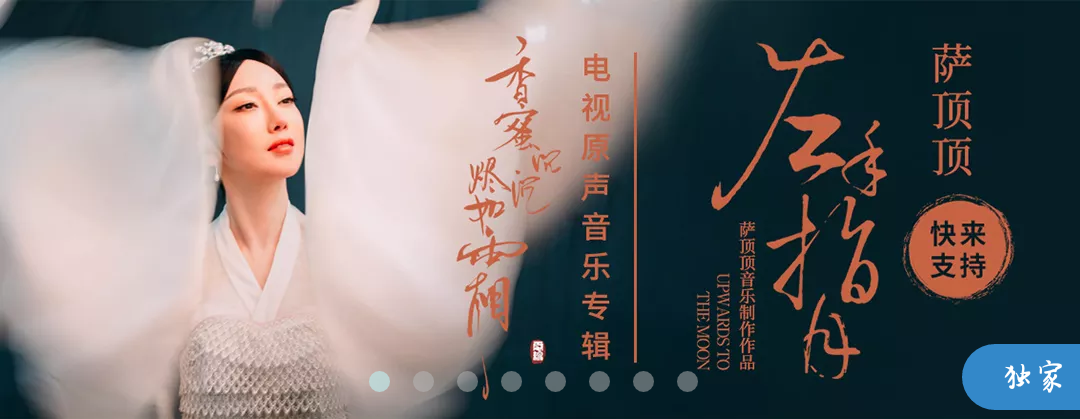 香蜜沉沉
烬如霜
电视原声音乐专辑
左手指月
萨顶顶音乐制作作品
UPWARDS TO
THE MOON
萨顶顶
快来
支持
独家